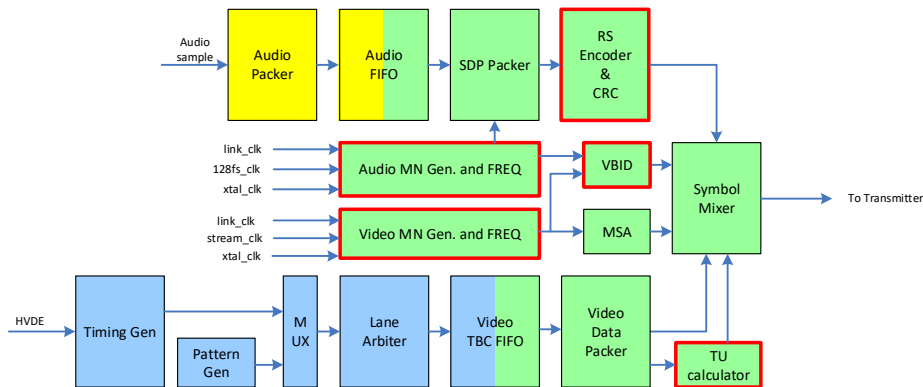 Audio
sample
Audio
Packer
Audio
FIFO
SDP Packer
RS
Encoder
&
CRC
link_clk
128fs_clk
xtal_clk
Audio MN Gen. and FREQ
VBID
Symbol
Mixer
To Transmitter
link_clk
stream_clk
xtal_clk
Video MN Gen. and FREQ
MSA
HVDE
Timing Gen
Pattern
Gen
M
UX
Lane
Arbiter
Video
TBC FIFO
Video
Data
Packer
TU
calculator